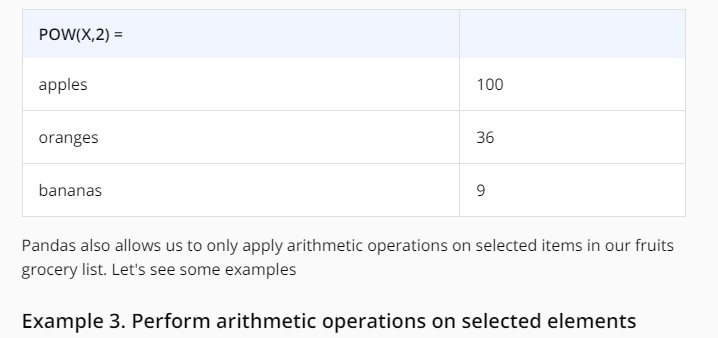 POW(X,2) =
apples 100
oranges 36
bananas 9
Pandas also allows us to only apply arithmetic operations on selected items in our fruits
grocery list. Let's see some examples
Example 3. Perform arithmetic operations on selected elements